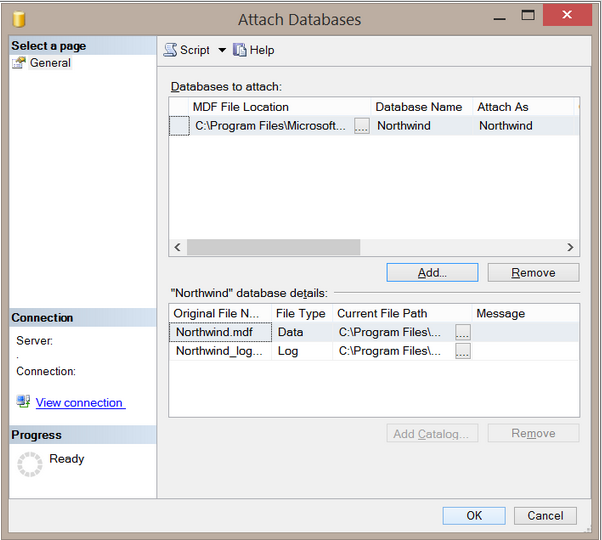 Attach Databases
Select a page
General
Script Help
Databases to attach:
MDF File Location Database Name Attach As
C:\Program Files\Microsoft... ... Northwind Northwind
Add... Remove
"Northwind" database details:
Original File N... File Type Current File Path Message
Northwind.mdf Data C:\Program Files\... ...
Northwind_log... Log C:\Program Files\... ...
Add Catalog... Remove
Connection
Server:
.
Connection:
View connection
Progress
Ready
OK Cancel